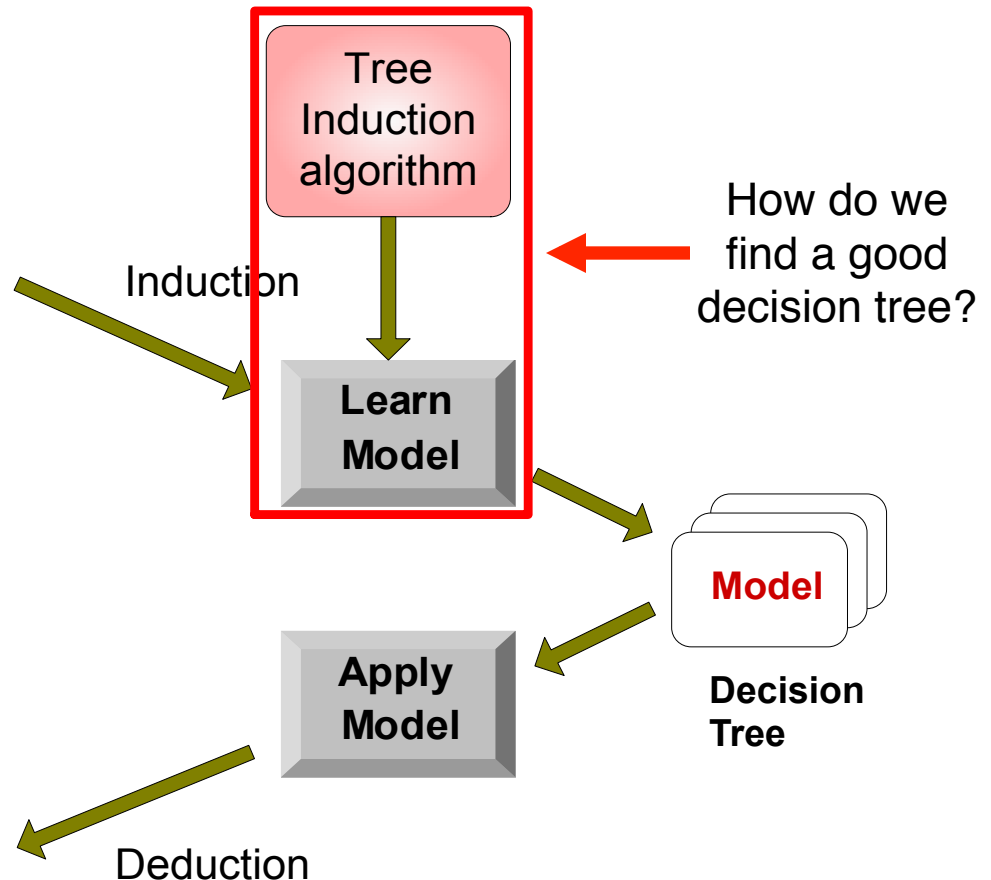 Tree
Induction
algorithm
How do we
find a good
decision tree?
Induction
Learn
Model
Model
Decision
Tree
Apply
Model
Deduction